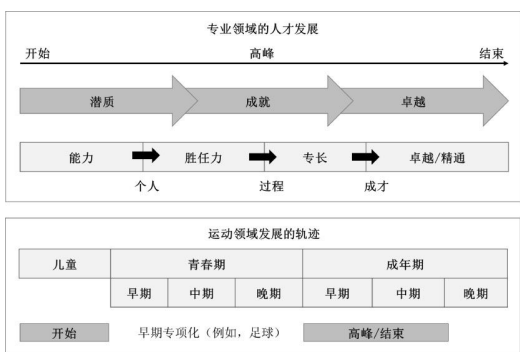 专业领域的人才发展
开始 高峰 结束
潜质 成就 卓越
能力 胜任力 专长 卓越/精通
个人 过程 成才
运动领域发展的轨迹
儿童 青春期 成年期
早期 中期 晚期 早期 中期 晚期
开始 早期专项化（例如，足球） 高峰/结束